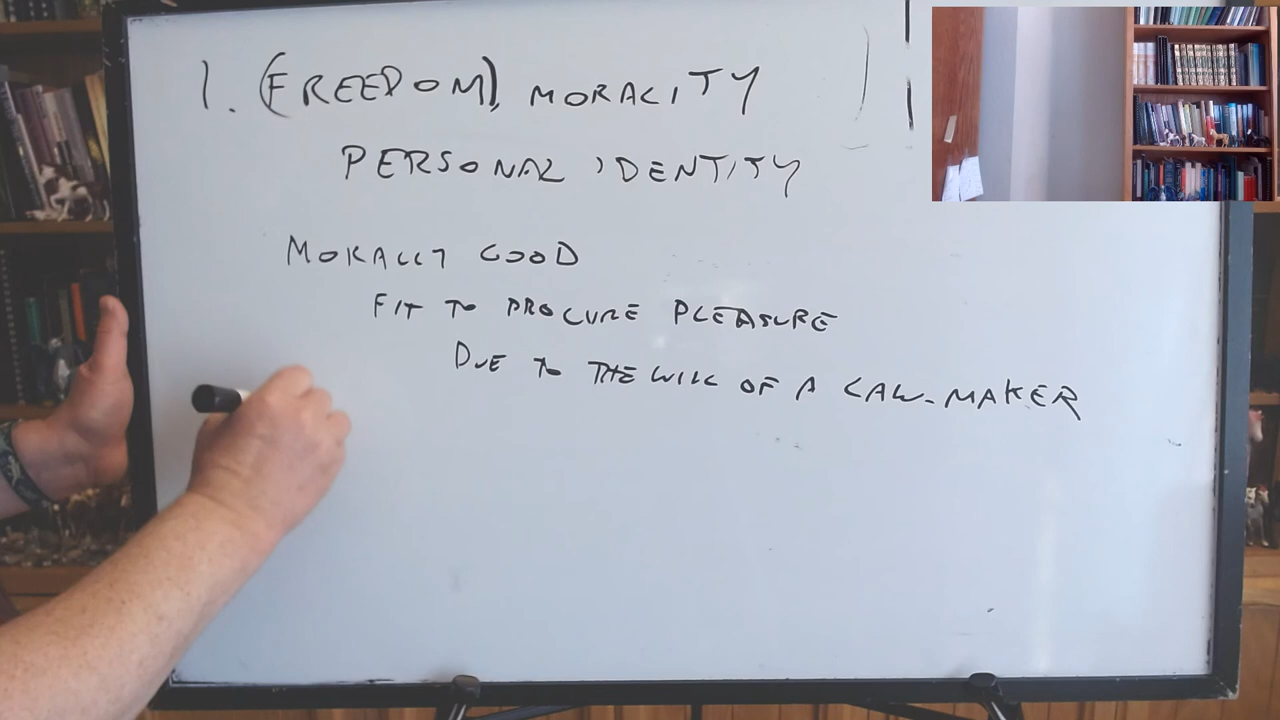 1. (FREEDOM), MORALITY
PERSONAL IDENTITY
MORALLY GOOD
FIT TO PROCURE PLEASURE
DUE TO THE WILL OF A LAW-MAKER